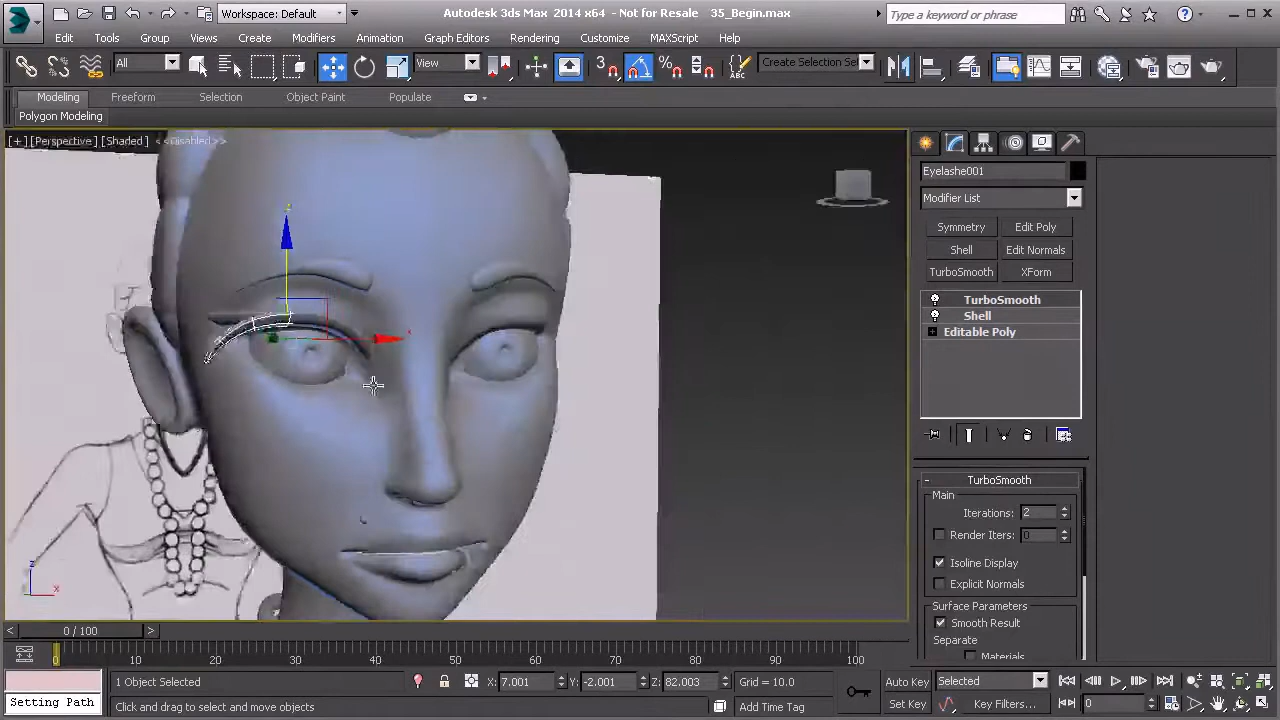 Workspace: Default
Autodesk 3ds Max 2014 x64 - Not for Resale 35_Begin.max
Type a keyword or phrase
Edit Tools Group Views Create Modifiers Animation Graph Editors Rendering Customize MAXScript Help
All View 3 Create Selection Se
Modeling Freeform Selection Object Paint Populate
Polygon Modeling
[+] [Perspective] [Shaded] <<Disabled>>
Eyelashe001
Modifier List
Symmetry Edit Poly
Shell Edit Normals
TurboSmooth XForm
TurboSmooth
Shell
Editable Poly
- TurboSmooth
Main
Iterations: 2
Render Iters: 0
Isoline Display
Explicit Normals
Surface Parameters
Smooth Result
Separate
Materials
z
x
< 0 / 100 >
0 10 20 30 40 50 60 70 80 90 100
1 Object Selected X: 7.001 Y: -2.001 Z: 82.003 Grid = 10.0 Auto Key Selected
Setting Path Click and drag to select and move objects Add Time Tag Set Key Key Filters... 0